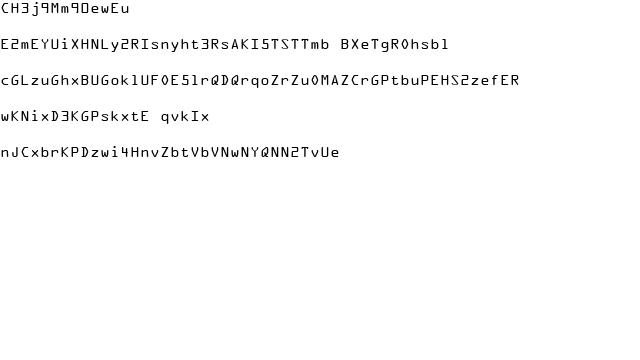 CH3j9Mm9OewEu
E2mEYUiXHNLy2RIsnyht3RsAKI5TSTTmb BXeTgR0hsbl
cGLzuGhxBUGoklUF0E5lrQDQrqoZrZu0MAZCrGPtbuPEHS2zefER
wKNixD3KGPskxtE qvkIx
nJCxbrKPDzwi4HnvZbtVbVNwNYQNN2TvUe